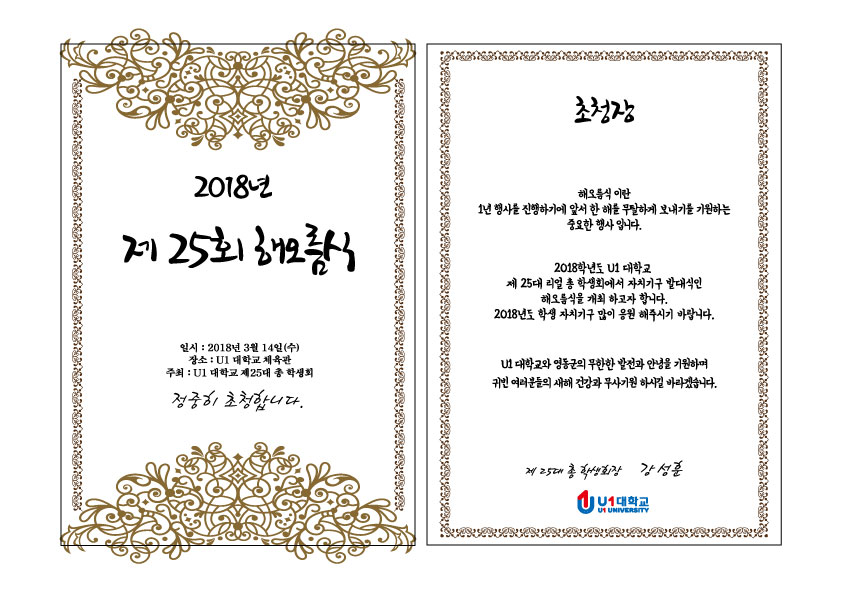 2018년
제 25회 해오름식
일시 : 2018년 3월 14일(수)
장소 : U1 대학교 체육관
주최 : U1 대학교 제25대 총 학생회
정중히 초청합니다.
초청장
해오름식 이란
1년 행사를 진행하기에 앞서 한 해를 무탈하게 보내기를 기원하는
중요한 행사 입니다.
2018학년도 U1 대학교
제 25대 리얼 총 학생회에서 자치기구 발대식인
해오름식을 개최 하고자 합니다.
2018년도 학생 자치기구 많이 응원 해주시기 바랍니다.
U1 대학교와 영동군의 무한한 발전과 안녕을 기원하며
귀빈 여러분들의 새해 건강과 무사기원 하시길 바라겠습니다.
제 25대 총 학생회장 강성훈
U1대학교
U1 UNIVERSITY